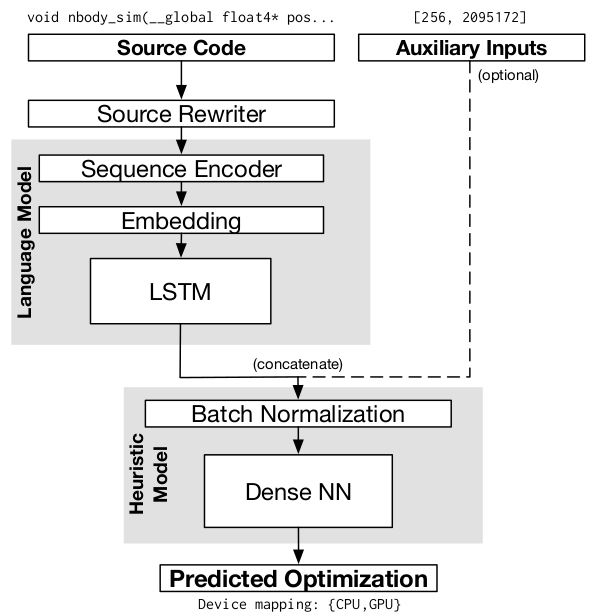 void nbody_sim(__global float4* pos...
[256, 2095172]
Source Code
Auxiliary Inputs
(optional)
Source Rewriter
Language Model
Sequence Encoder
Embedding
LSTM
(concatenate)
Heuristic
Model
Batch Normalization
Dense NN
Predicted Optimization
Device mapping: {CPU,GPU}